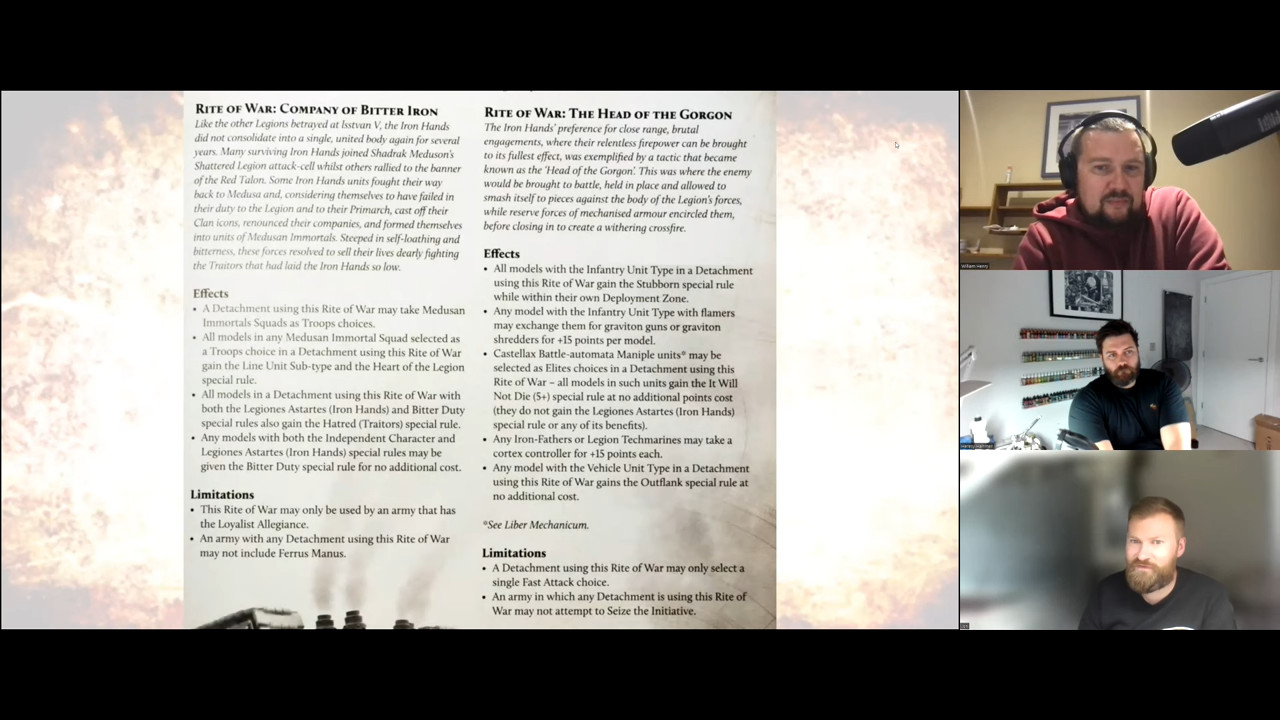 RITE OF WAR: COMPANY OF BITTER IRON
Like the other Legions betrayed at Isstvan V, the Iron Hands
did not consolidate into a single, united body again for several
years. Many surviving Iron Hands joined Shadrak Meduson's
Shattered Legion attack-cell whilst others rallied to the banner
of the Red Talon. Some Iron Hands units fought their way
back to Medusa and, considering themselves to have failed in
their duty to the Legion and to their Primarch, cast off their
Clan icons, renounced their companies, and formed themselves
into units of Medusan Immortals. Steeped in self-loathing and
bitterness, these forces resolved to sell their lives dearly fighting
the Traitors that had laid the Iron Hands so low.
Effects
• A Detachment using this Rite of War may take Medusan
Immortals Squads as Troops choices.
• All models in any Medusan Immortal Squad selected as
a Troops choice in a Detachment using this Rite of War
gain the Line Unit Sub-type and the Heart of the Legion
special rule.
• All models in a Detachment using this Rite of War with
both the Legiones Astartes (Iron Hands) and Bitter Duty
special rules also gain the Hatred (Traitors) special rule.
• Any models with both the Independent Character and
Legiones Astartes (Iron Hands) special rules may be
given the Bitter Duty special rule for no additional cost.
Limitations
• This Rite of War may only be used by an army that has
the Loyalist Allegiance.
• An army with any Detachment using this Rite of War
may not include Ferrus Manus.
RITE OF WAR: THE HEAD OF THE GORGON
The Iron Hands' preference for close range, brutal
engagements, where their relentless firepower can be brought
to its fullest effect, was exemplified by a tactic that became
known as the 'Head of the Gorgon'. This was where the enemy
would be brought to battle, held in place and allowed to
smash itself to pieces against the body of the Legion's forces,
while reserve forces of mechanised armour encircled them,
before closing in to create a withering crossfire.
Effects
• All models with the Infantry Unit Type in a Detachment
using this Rite of War gain the Stubborn special rule
while within their own Deployment Zone.
• Any model with the Infantry Unit Type with flamers
may exchange them for graviton guns or graviton
shredders for +15 points per model.
• Castellax Battle-automata Maniple units* may be
selected as Elites choices in a Detachment using this
Rite of War – all models in such units gain the It Will
Not Die (5+) special rule at no additional points cost
(they do not gain the Legiones Astartes (Iron Hands)
special rule or any of its benefits).
• Any Iron-Fathers or Legion Techmarines may take a
cortex controller for +15 points each.
• Any model with the Vehicle Unit Type in a Detachment
using this Rite of War gains the Outflank special rule at
no additional cost.
*See Liber Mechanicum.
Limitations
• A Detachment using this Rite of War may only select a
single Fast Attack choice.
• An army in which any Detachment is using this Rite of
War may not attempt to Seize the Initiative.
William Henry